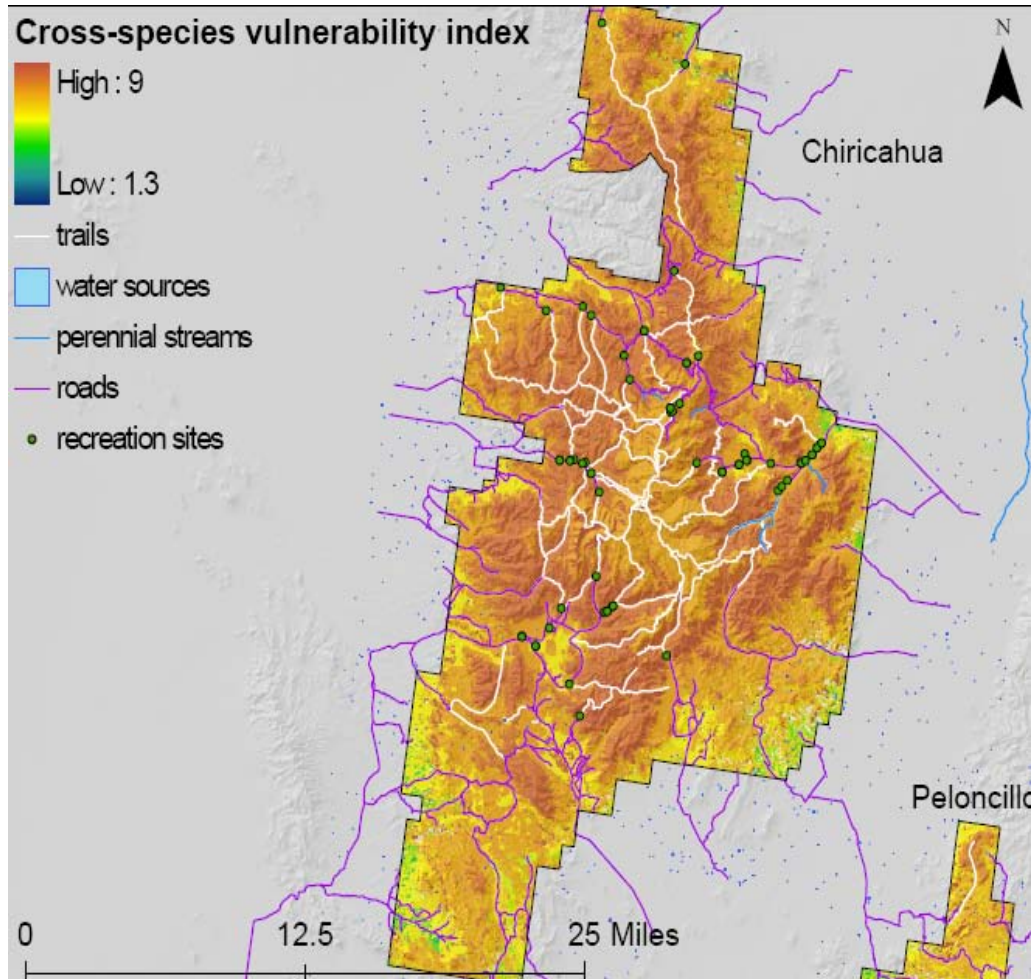 Cross-species vulnerability index
High : 9
Low : 1.3
trails
water sources
perennial streams
roads
recreation sites
N
Chiricahua
Peloncillo
0
12.5
25 Miles